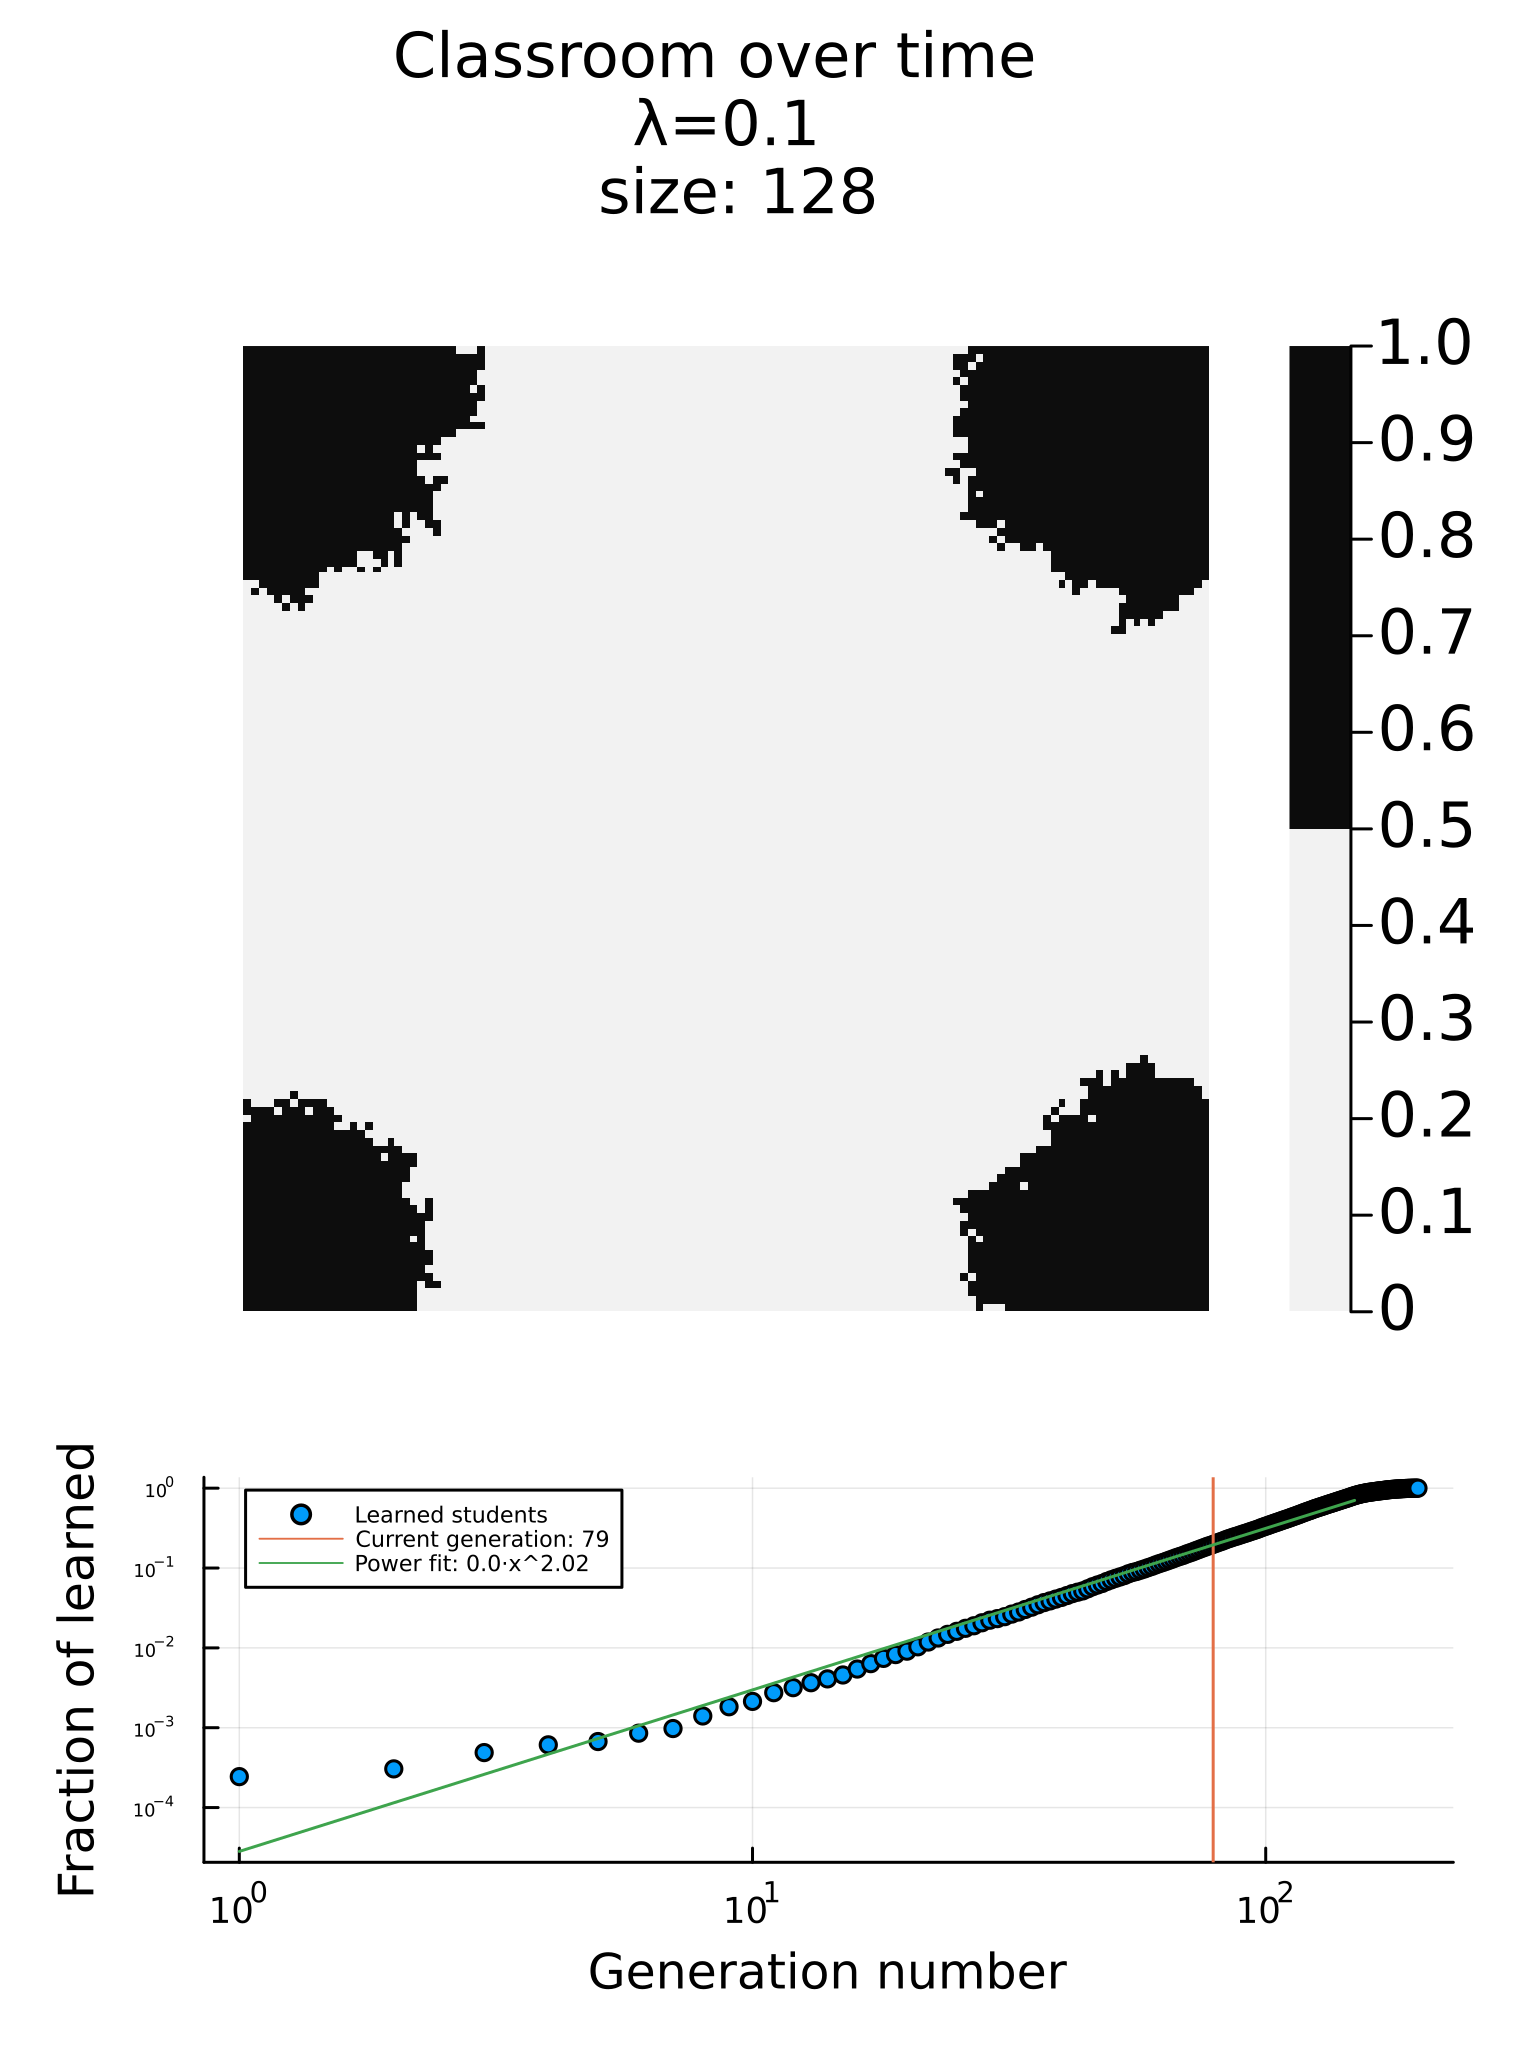 Classroom over time
λ=0.1
size: 128
1.0
0.9
0.8
0.7
0.6
0.5
0.4
0.3
0.2
0.1
0
Fraction of learned
10^0
10^-1
10^-2
10^-3
10^-4
Learned students
Current generation: 79
Power fit: 0.0·x^2.02
10^0
10^1
10^2
Generation number